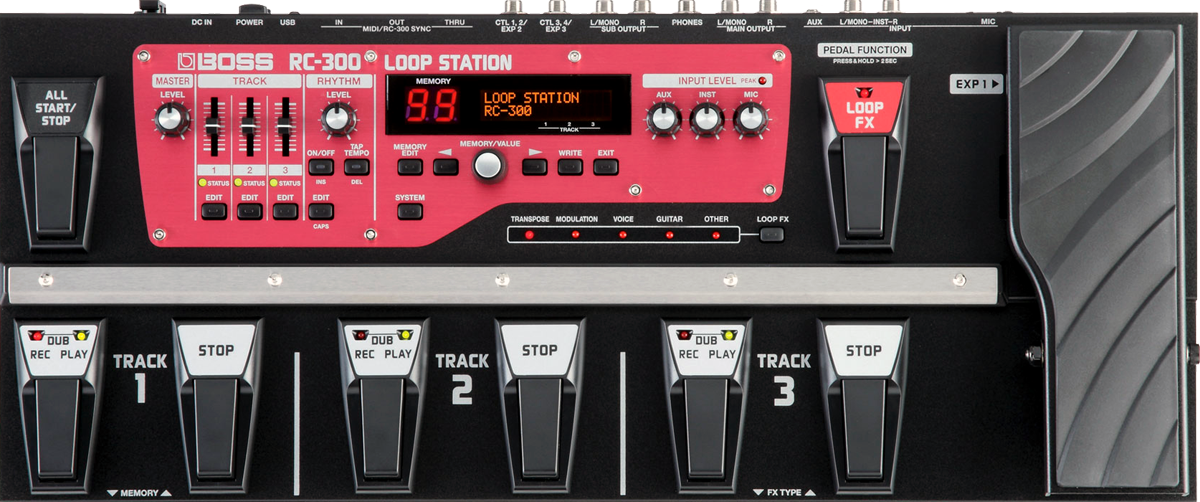 DC IN POWER USB IN OUT THRU CTL 1, 2/ CTL 3, 4/ L/MONO R PHONES L/MONO R AUX L/MONO-INST-R MIC
MIDI/RC-300 SYNC EXP 2 EXP 3 SUB OUTPUT MAIN OUTPUT INPUT
BOSS RC-300 LOOP STATION
PEDAL FUNCTION
PRESS & HOLD > 2 SEC
EXP 1
ALL
START/
STOP
MASTER
LEVEL
TRACK
1 2 3
STATUS STATUS STATUS
EDIT EDIT EDIT
RHYTHM
LEVEL
ON/OFF
TAP
TEMPO
INS DEL
EDIT
CAPS
MEMORY
99
LOOP STATION
RC-300
1 2 3
TRACK
MEMORY
EDIT
MEMORY/VALUE
WRITE EXIT
SYSTEM
INPUT LEVEL PEAK
AUX INST MIC
LOOP
FX
TRANSPOSE MODULATION VOICE GUITAR OTHER LOOP FX
DUB
REC PLAY
TRACK
1
STOP
MEMORY
DUB
REC PLAY
TRACK
2
STOP
DUB
REC PLAY
TRACK
3
STOP
FX TYPE